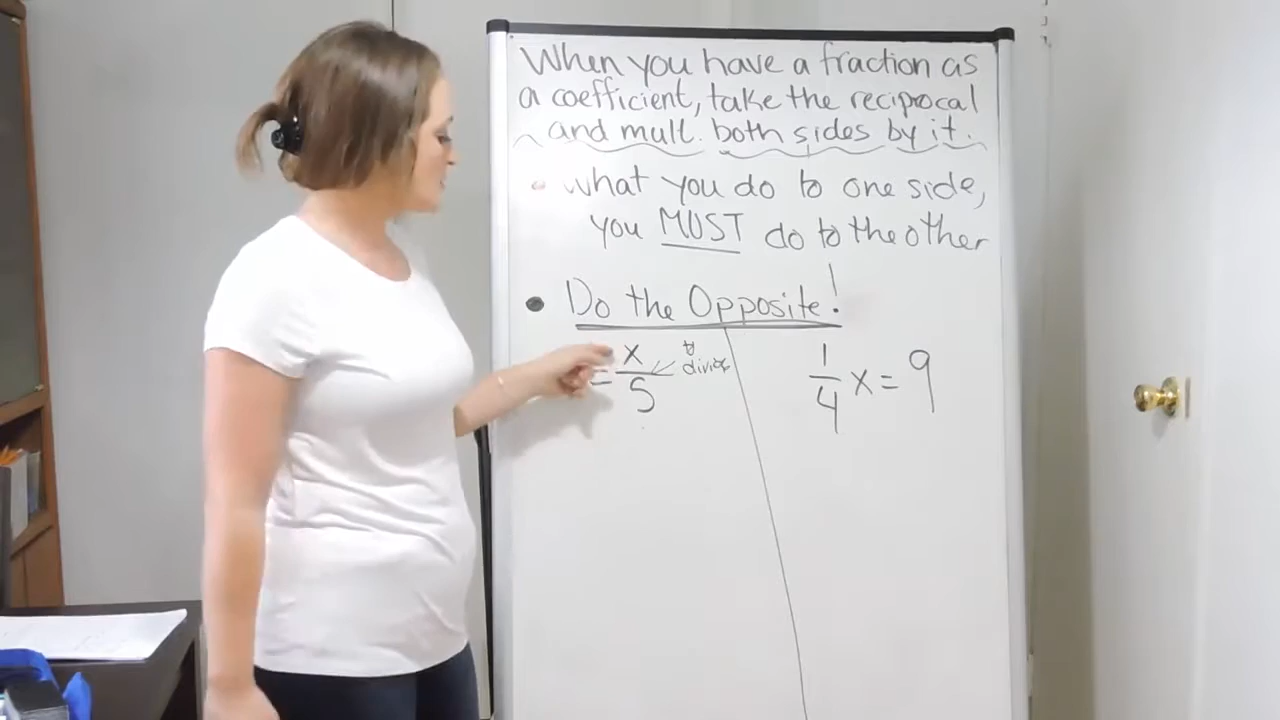 When you have a fraction as
a coefficient, take the reciprocal
and mult. both sides by it.
• What you do to one side,
you MUST do to the other
• Do the Opposite!
= x/5
1/4 x = 9